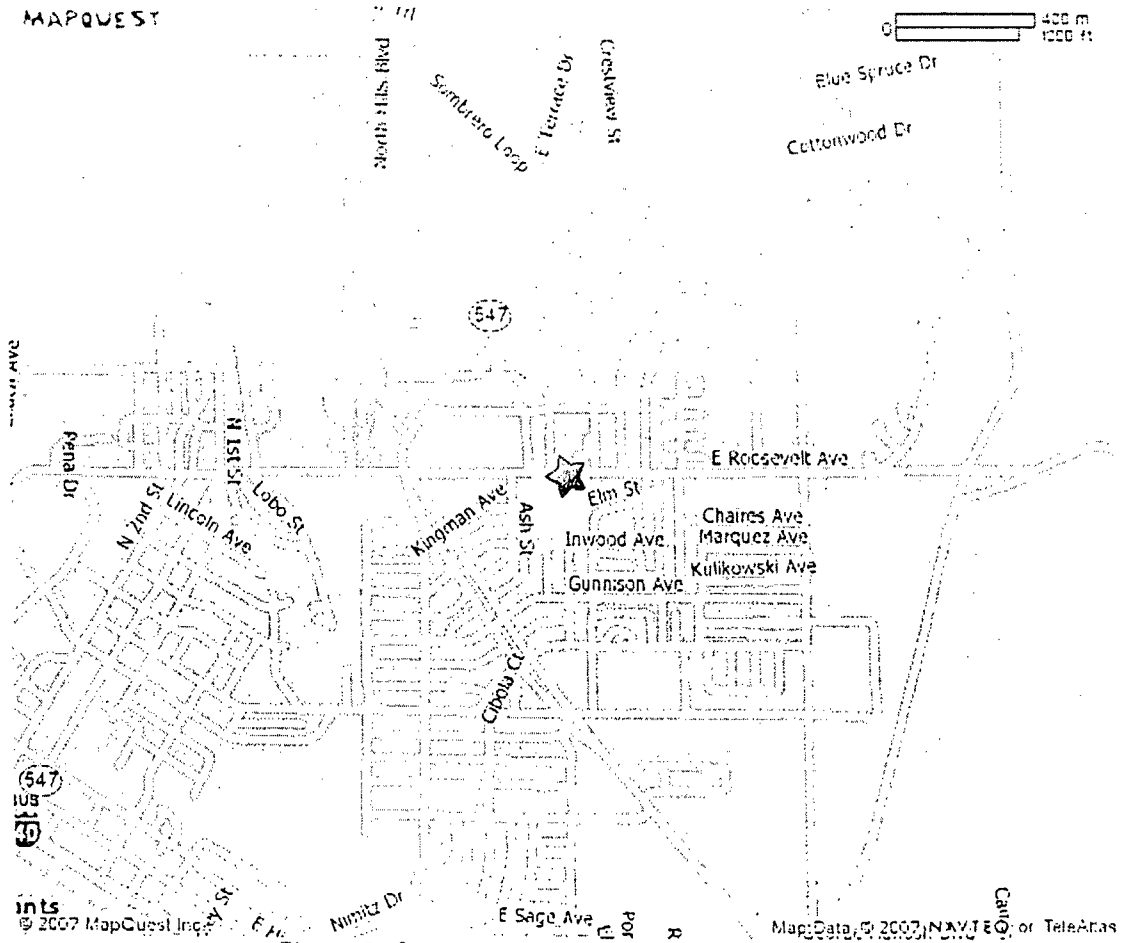 MAPQUEST
0
400 m
1200 ft
North Hills Blvd
Sombrero Loop
E Terrace Dr
Crestview St
Blue Spruce Dr
Cottonwood Dr
547
Pena Dr
N 1st St
E Roosevelt Ave
N 2nd St
Lincoln Ave
Lobo St
Kingman Ave
Ash St
Elm St
Inwood Ave
Chaires Ave
Marquez Ave
Kulikowski Ave
Gunnison Ave
Cibola Ct
547
40
Nimitz Dr
E Sage Ave
© 2007 MapQuest Inc.
Map Data © 2007 NAVTEQ or TeleAtlas